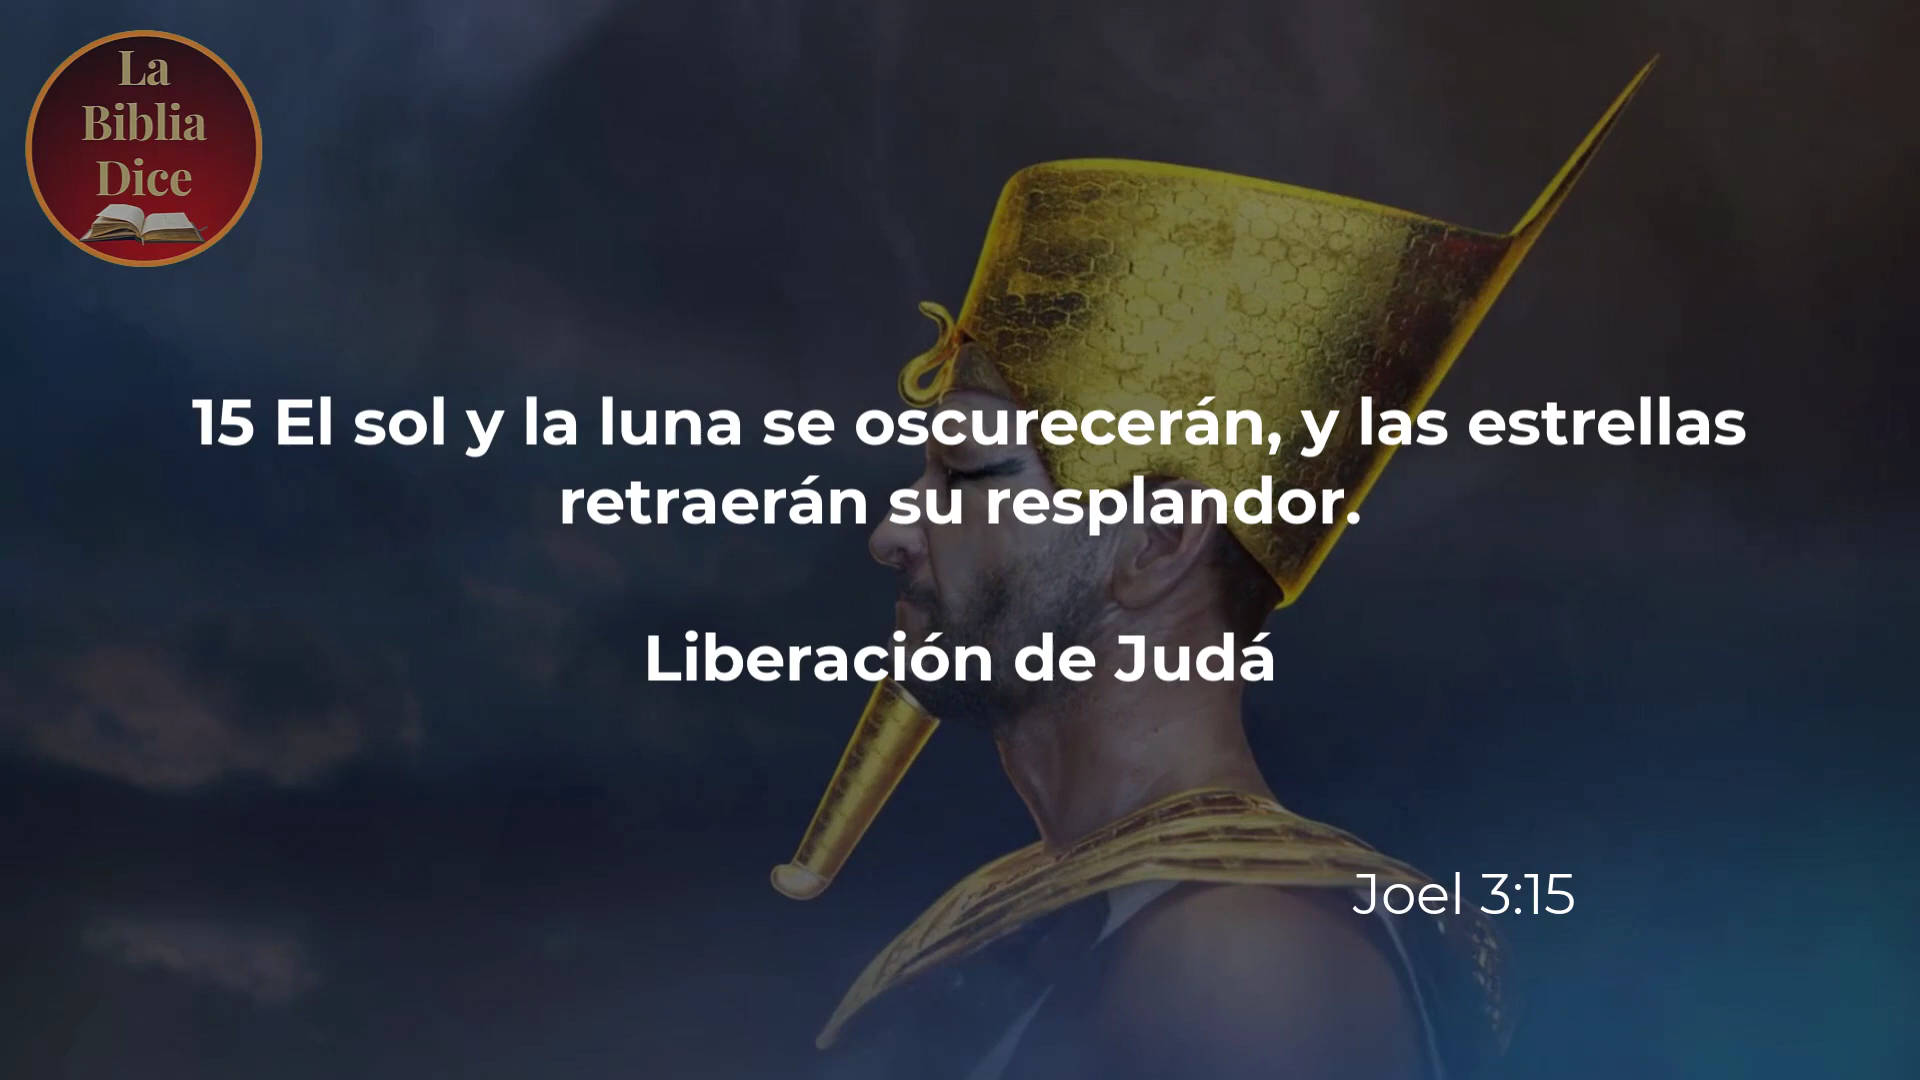 La
Biblia
Dice
15 El sol y la luna se oscurecerán, y las estrellas
retraerán su resplandor.
Liberación de Judá
Joel 3:15